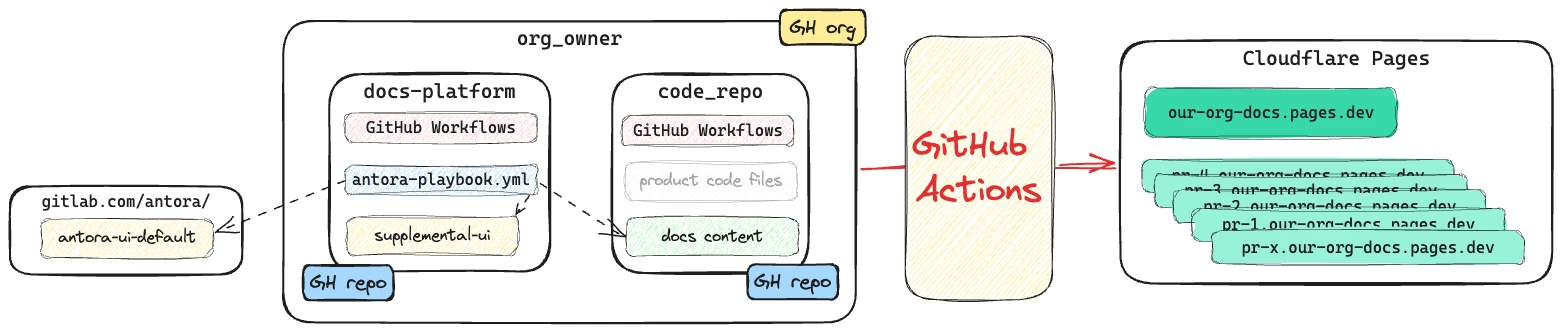 gitlab.com/antora/
antora-ui-default
GH org
org_owner
docs-platform
GitHub Workflows
antora-playbook.yml
supplemental-ui
GH repo
code_repo
GitHub Workflows
product code files
docs content
GH repo
GitHub
Actions
Cloudflare Pages
our-org-docs.pages.dev
pr-4.our-org-docs.pages.dev
pr-3.our-org-docs.pages.dev
pr-2.our-org-docs.pages.dev
pr-1.our-org-docs.pages.dev
pr-x.our-org-docs.pages.dev